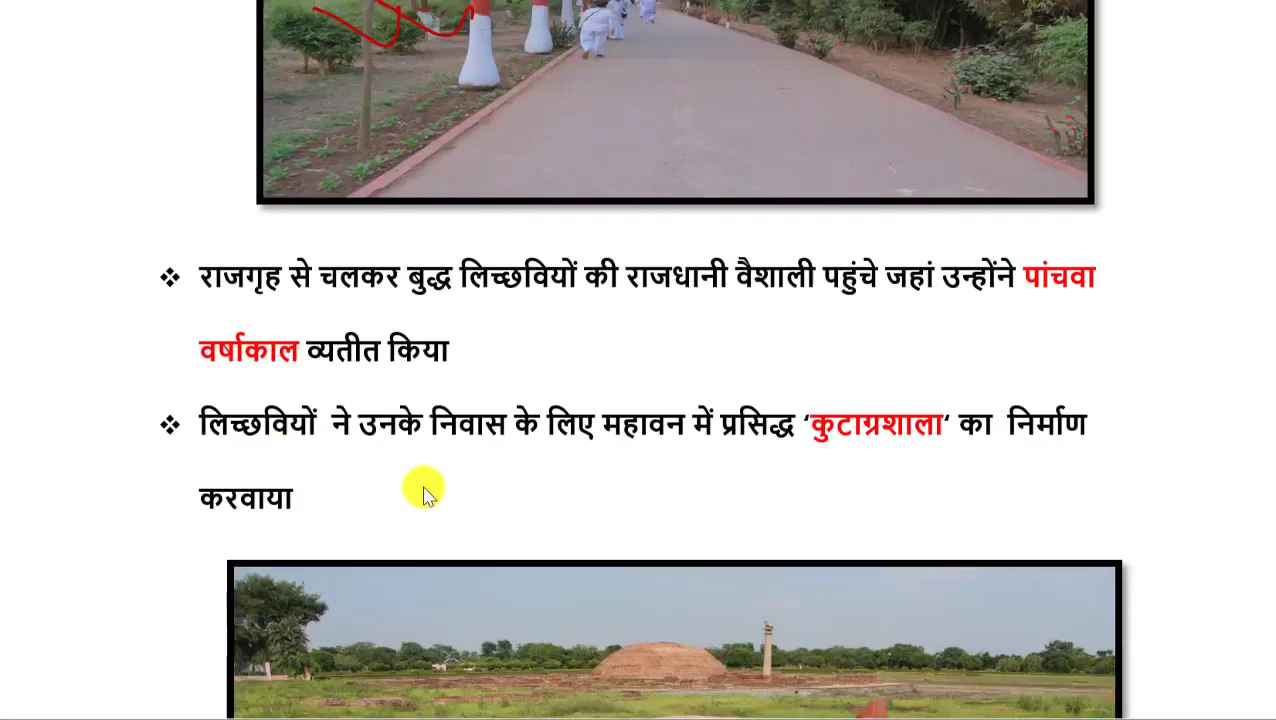 ❖ राजगृह से चलकर बुद्ध लिच्छवियों की राजधानी वैशाली पहुंचे जहां उन्होंने पांचवा
वर्षाकाल व्यतीत किया
❖ लिच्छवियों ने उनके निवास के लिए महावन में प्रसिद्ध ‘कुटाग्रशाला‘ का निर्माण
करवाया